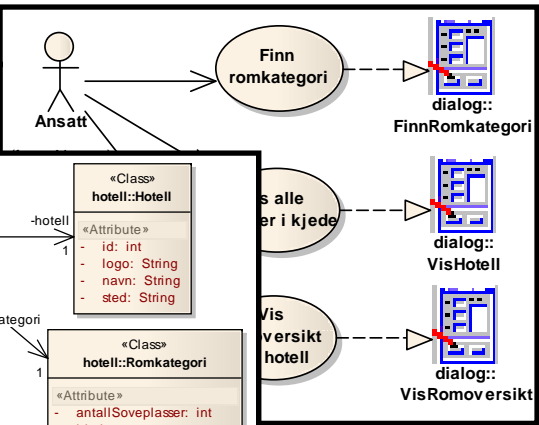 Finn
romkategori
Ansatt
dialog::
FinnRomkategori
s alle
er i kjede
dialog::
VisHotell
Vis
oversikt
hotell
dialog::
VisRomoversikt
«Class»
hotell::Hotell
«Attribute»
- id: int
- logo: String
- navn: String
- sted: String
-hotell
1
ategori
1
«Class»
hotell::Romkategori
«Attribute»
- antallSoveplasser: int